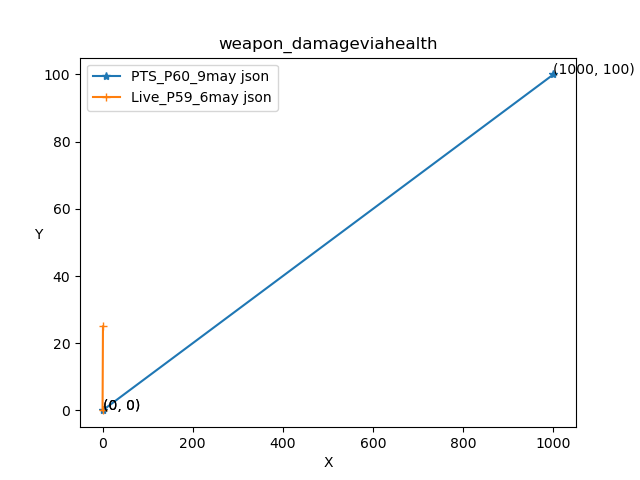 weapon_damageviahealth
PTS_P60_9may json
Live_P59_6may json
(1000, 100)
(0, 0)
Y
100
80
60
40
20
0
0 200 400 600 800 1000
X